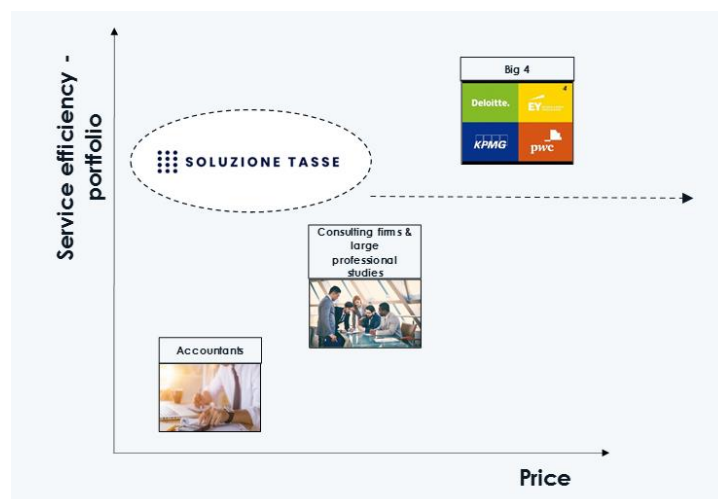 Service efficiency -
portfolio
Big 4
Deloitte.
EY
KPMG
pwc
SOLUZIONE TASSE
Consulting firms &
large
professional
studies
Accountants
Price